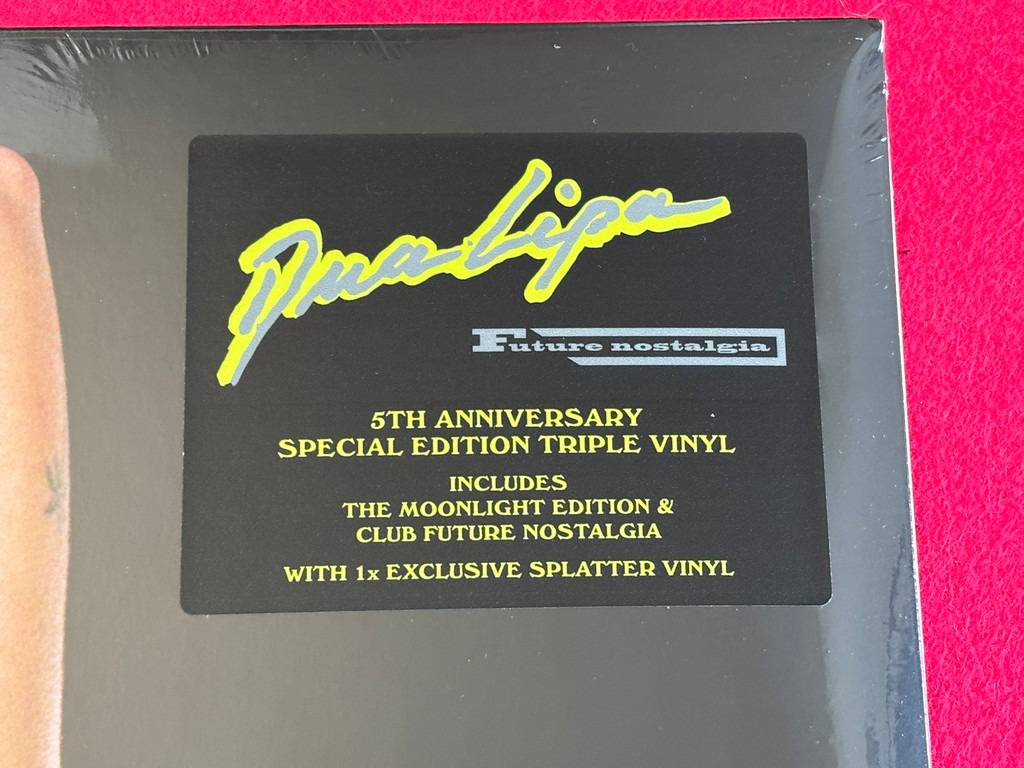 Dua Lipa
Future nostalgia
5TH ANNIVERSARY
SPECIAL EDITION TRIPLE VINYL
INCLUDES
THE MOONLIGHT EDITION &
CLUB FUTURE NOSTALGIA
WITH 1x EXCLUSIVE SPLATTER VINYL